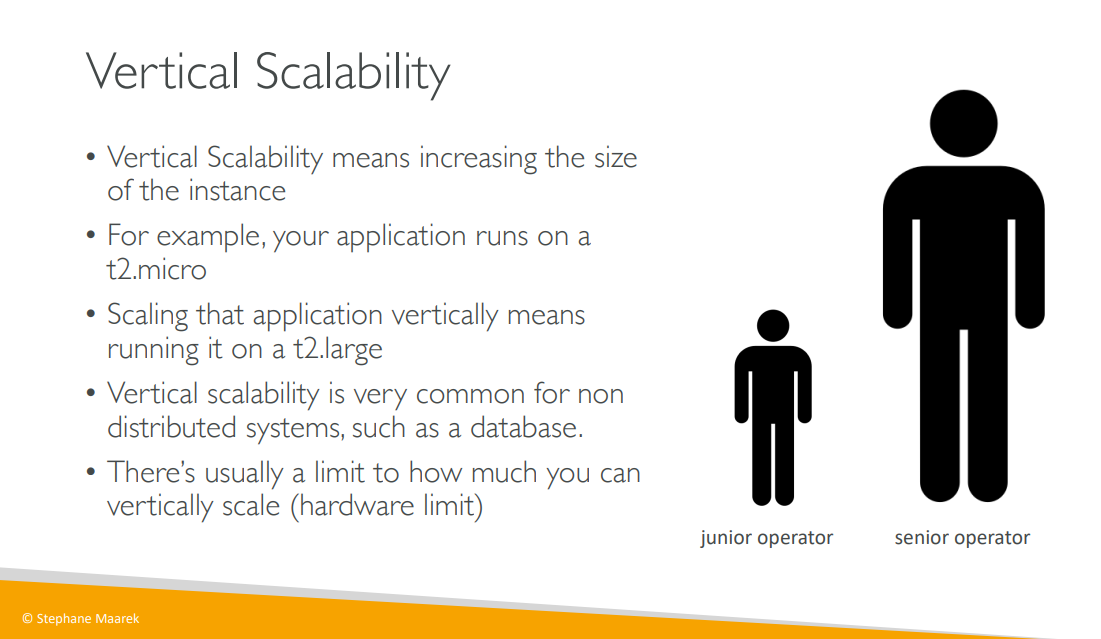 Vertical Scalability
• Vertical Scalability means increasing the size
of the instance
• For example, your application runs on a
t2.micro
• Scaling that application vertically means
running it on a t2.large
• Vertical scalability is very common for non
distributed systems, such as a database.
• There’s usually a limit to how much you can
vertically scale (hardware limit)
junior operator
senior operator
© Stephane Maarek